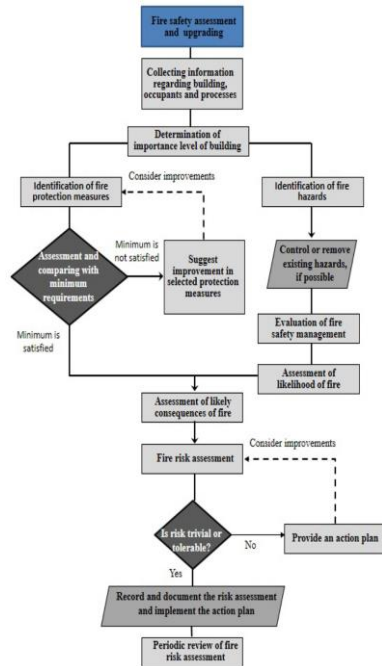 Fire safety assessment
and upgrading
Collecting information
regarding building,
occupants and processes
Determination of
importance level of building
Consider improvements
Identification of fire
protection measures
Identification of fire
hazards
Assessment and
comparing with
minimum
requirements
Minimum is
not satisfied
Suggest
improvement in
selected protection
measures
Control or remove
existing hazards,
if possible
Evaluation of fire
safety management
Minimum is
satisfied
Assessment of
likelihood of fire
Assessment of likely
consequences of fire
Consider improvements
Fire risk assessment
Is risk trivial or
tolerable?
No
Provide an action plan
Yes
Record and document the risk assessment
and implement the action plan
Periodic review of fire
risk assessment